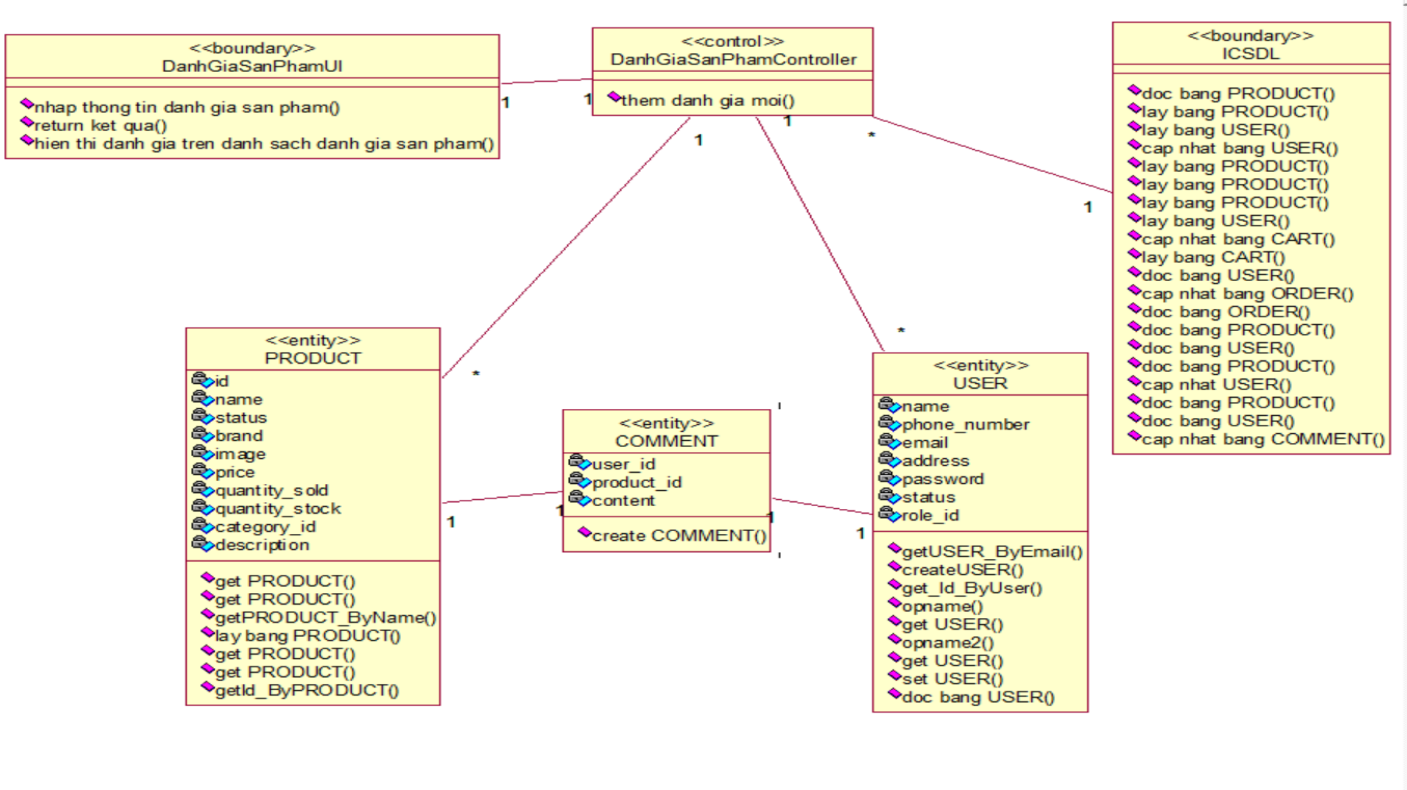 <<boundary>>
DanhGiaSanPhamUI
nhap thong tin danh gia san pham()
return ket qua()
hien thi danh gia tren danh sach danh gia san pham()
1
1
<<control>>
DanhGiaSanPhamController
them danh gia moi()
1
1
*
1
<<boundary>>
ICSDL
doc bang PRODUCT()
lay bang PRODUCT()
lay bang USER()
cap nhat bang USER()
lay bang PRODUCT()
lay bang PRODUCT()
lay bang PRODUCT()
lay bang USER()
cap nhat bang CART()
lay bang CART()
doc bang USER()
cap nhat bang ORDER()
doc bang ORDER()
doc bang PRODUCT()
doc bang USER()
doc bang PRODUCT()
cap nhat USER()
doc bang PRODUCT()
doc bang USER()
cap nhat bang COMMENT()
*
*
<<entity>>
PRODUCT
id
name
status
brand
image
price
quantity_sold
quantity_stock
category_id
description
get PRODUCT()
get PRODUCT()
getPRODUCT_ByName()
lay bang PRODUCT()
get PRODUCT()
get PRODUCT()
getId_ByPRODUCT()
1
1
<<entity>>
COMMENT
user_id
product_id
content
create COMMENT()
1
1
<<entity>>
USER
name
phone_number
email
address
password
status
role_id
getUSER_ByEmail()
createUSER()
get_Id_ByUser()
opname()
get USER()
opname2()
get USER()
set USER()
doc bang USER()